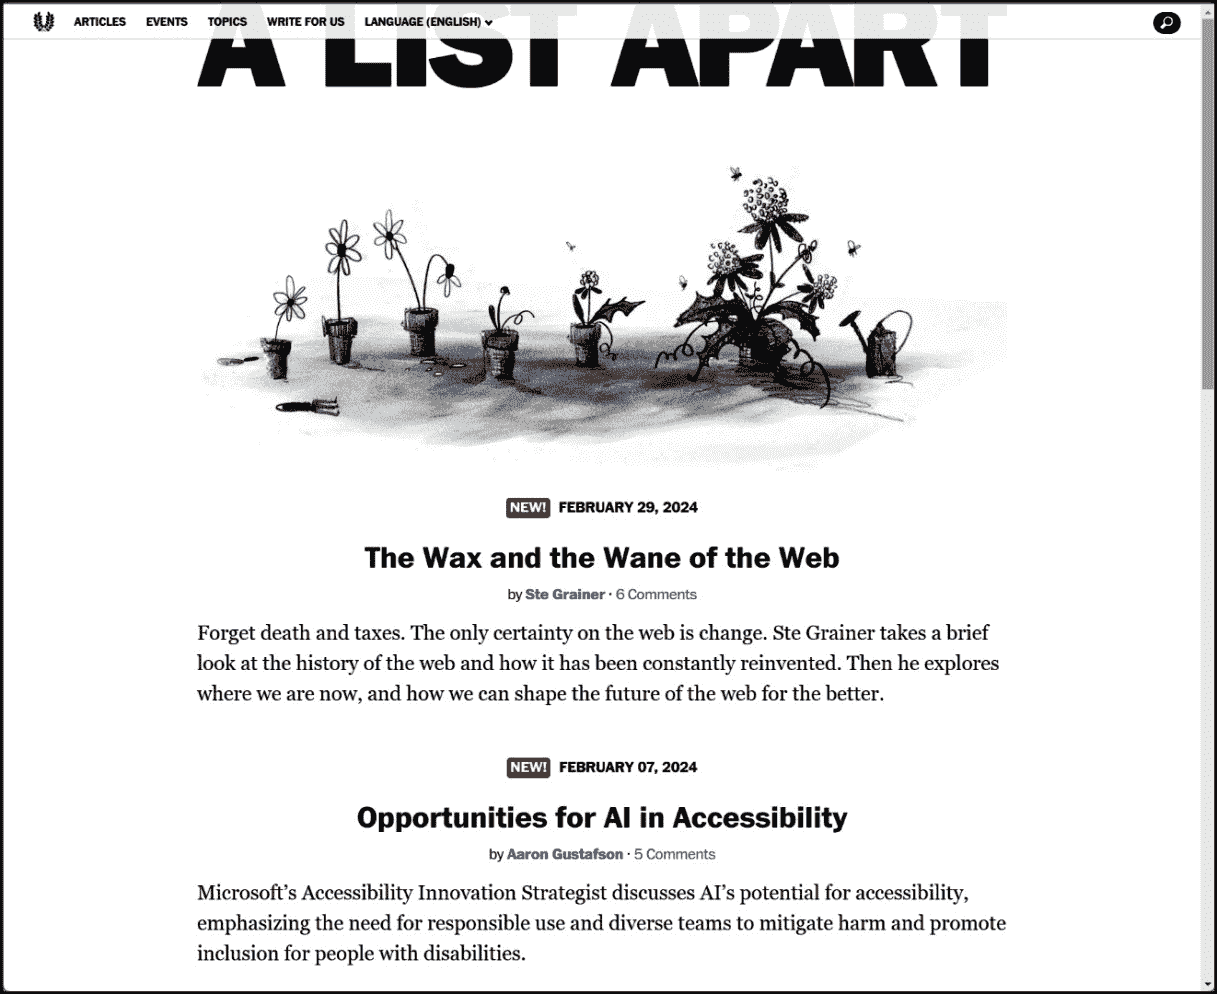 ARTICLES EVENTS TOPICS WRITE FOR US LANGUAGE (ENGLISH)
A LIST APART
NEW! FEBRUARY 29, 2024
The Wax and the Wane of the Web
by Ste Grainer · 6 Comments
Forget death and taxes. The only certainty on the web is change. Ste Grainer takes a brief
look at the history of the web and how it has been constantly reinvented. Then he explores
where we are now, and how we can shape the future of the web for the better.
NEW! FEBRUARY 07, 2024
Opportunities for AI in Accessibility
by Aaron Gustafson · 5 Comments
Microsoft’s Accessibility Innovation Strategist discusses AI’s potential for accessibility,
emphasizing the need for responsible use and diverse teams to mitigate harm and promote
inclusion for people with disabilities.